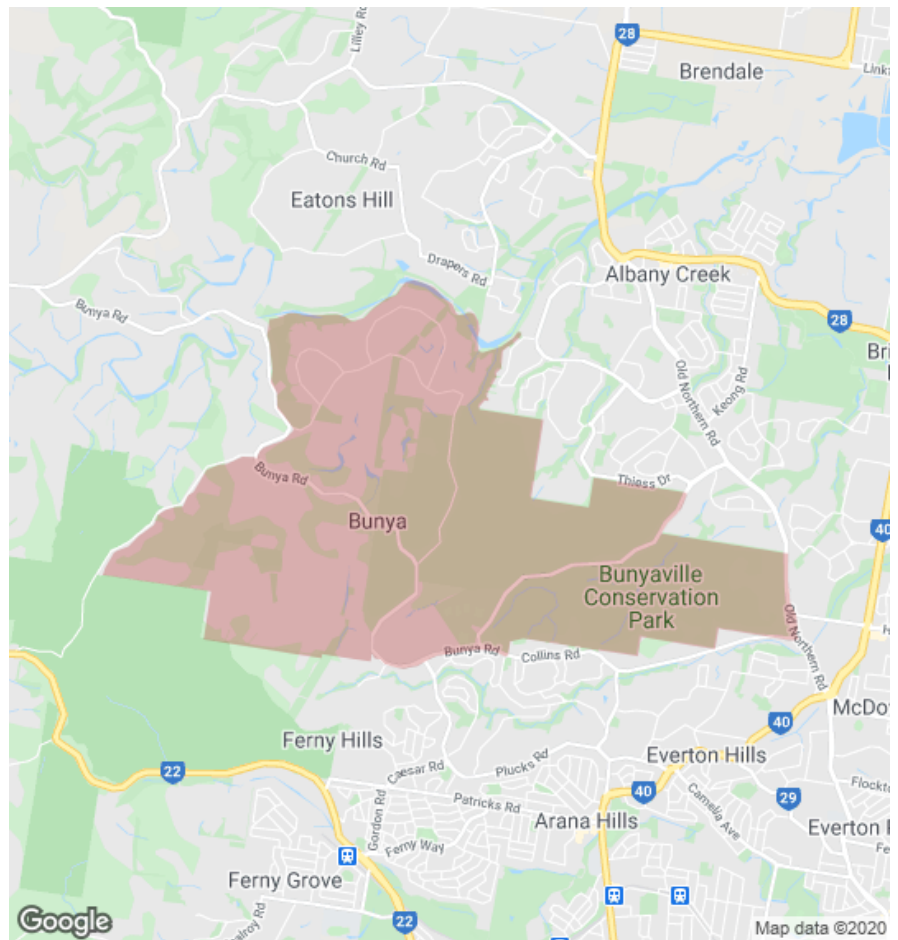 28
Brendale
Lilley Rd
Church Rd
Eatons Hill
Drapers Rd
Albany Creek
Bunya Rd
28
Old Northern Rd
Keong Rd
Bunya Rd
Thiess Dr
Bunya
40
Bunyaville
Conservation
Park
Old Northern Rd
Bunya Rd
Collins Rd
Ferny Hills
40
Everton Hills
22
Caesar Rd
Plucks Rd
40
29
Patricks Rd
Gordon Rd
Camelia Ave
Arana Hills
Ferny Way
Ferny Grove
22
Google
Map data ©2020